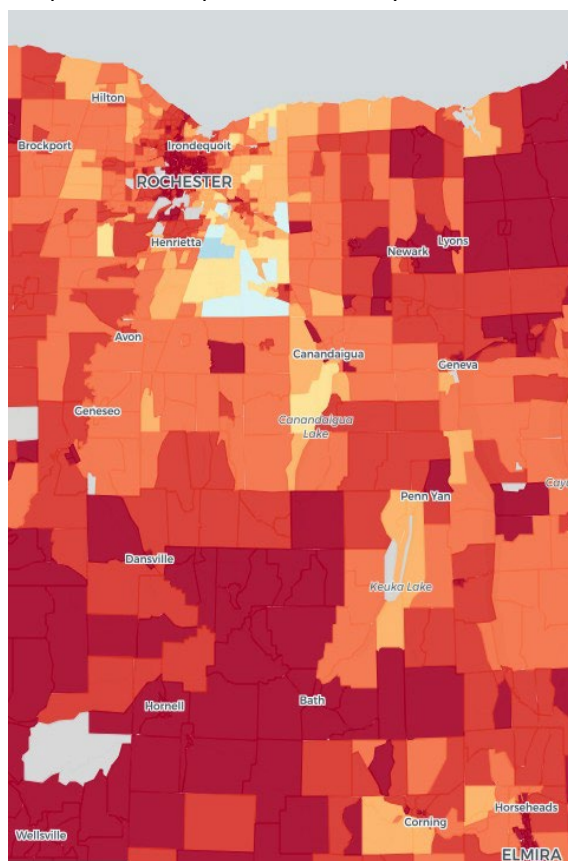 Hilton
Brockport
Irondequoit
ROCHESTER
Henrietta
Newark
Lyons
Avon
Canandaigua
Geneva
Geneseo
Canandaigua
Lake
Penn Yan
Dansville
Keuka Lake
Hornell
Bath
Corning
Horseheads
Wellsville
ELMIRA